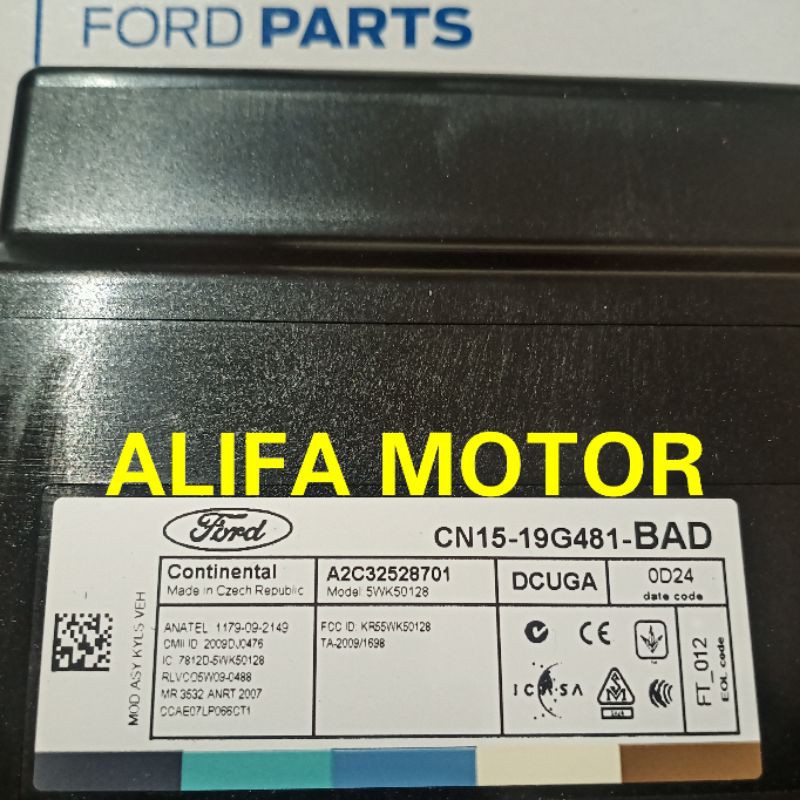 FORD PARTS
ALIFA MOTOR
Ford
CN15-19G481-BAD
Continental
Made in Czech Republic
A2C32528701
Model: 5WK50128
DCUGA
0D24
date code
MOD ASY KYLS VEH
ANATEL 1179-09-2149
CMII ID 2009DJ0476
IC: 7812D-5WK50128
RLVCO5W09-0488
MR 3532 ANRT 2007
CCAE07LP066CT1
FCC ID: KR55WK50128
TA-2009/1698
CE
ICASA
FT_012
EOL code